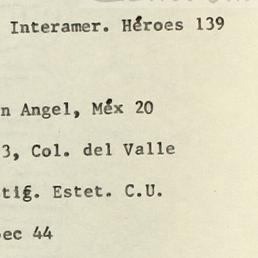 Interamer. Héroes 139
n Angel, Méx 20
3, Col. del Valle
tig. Estet. C.U.
ec 44